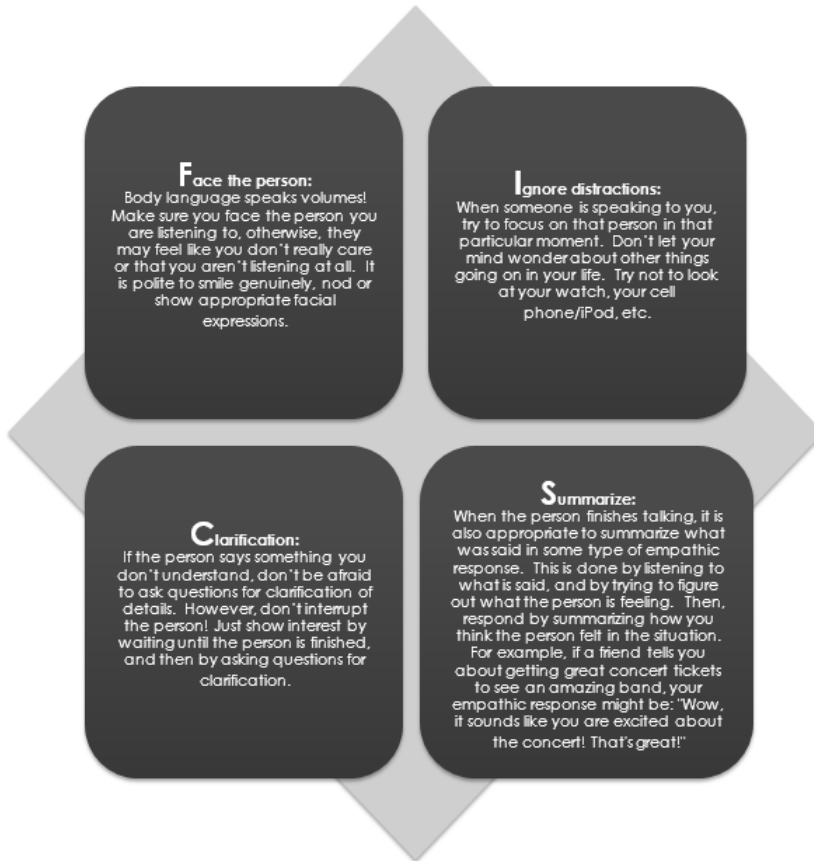 Face the person:
Body language speaks volumes!
Make sure you face the person you
are listening to, otherwise, they
may feel like you don't really care
or that you aren't listening at all.  It
is polite to smile genuinely, nod or
show appropriate facial
expressions.
Ignore distractions:
When someone is speaking to you,
try to focus on that person in that
particular moment.  Don't let your
mind wonder about other things
going on in your life.  Try not to look
at your watch, your cell
phone/iPod, etc.
Clarification:
If the person says something you
don't understand, don't be afraid
to ask questions for clarification of
details.  However, don't interrupt
the person! Just show interest by
waiting until the person is finished,
and then by asking questions for
clarification.
Summarize:
When the person finishes talking, it is
also appropriate to summarize what
was said in some type of empathic
response.  This is done by listening to
what is said, and by trying to figure
out what the person is feeling.  Then,
respond by summarizing how you
think the person felt in the situation.
For example, if a friend tells you
about getting great concert tickets
to see an amazing band, your
empathic response might be: "Wow,
it sounds like you are excited about
the concert! That's great!"